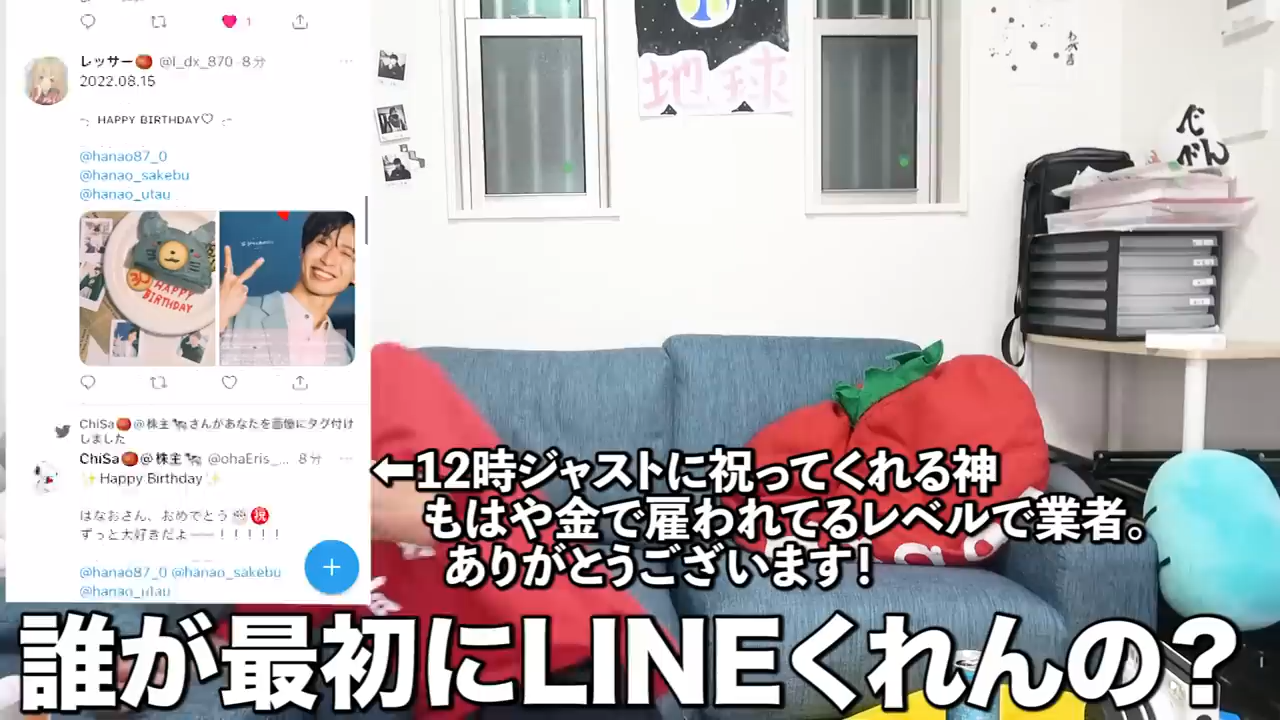 1
レッサー🍅 @l_dx_870·8分
2022.08.15
HAPPY BIRTHDAY♡
@hanao87_0
@hanao_sakebu
@hanao_utau
HAPPY
BIRTHDAY
ChiSa🍅@株主🐄さんがあなたを画像にタグ付け
しました
ChiSa🍅@株主🐄 @ohaEris_... 8分
✨Happy Birthday✨
はなおさん、おめでとう㊗
ずっと大好きだよ──！！！！！
@hanao87_0 @hanao_sakebu
@hanao_utau
地球
←12時ジャストに祝ってくれる神
もはや金で雇われてるレベルで業者。
ありがとうございます！
誰が最初にLINEくれんの？